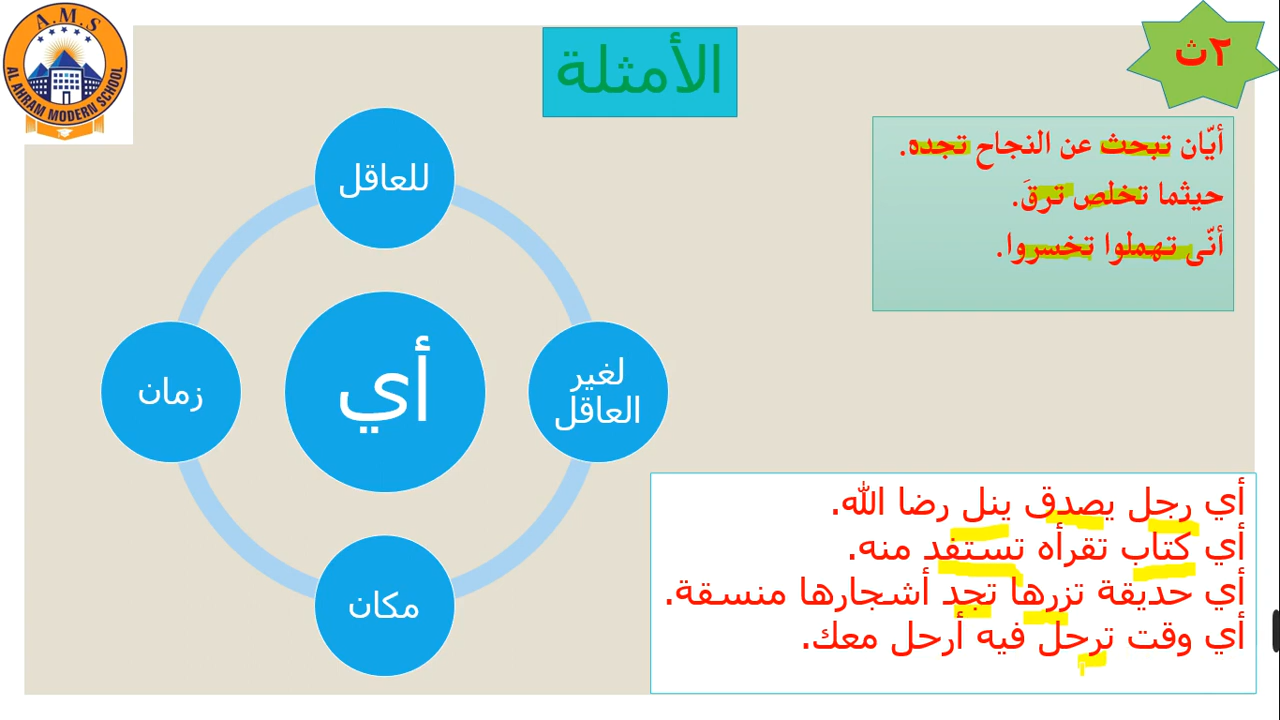 A.M.S
AL AHRAM MODERN SCHOOL
الأمثلة
٢ث
أيّان تبحث عن النجاح تجده.
حيثما تخلص ترقَ.
أنّى تهملوا تخسروا.
للعاقل
أي
لغير
العاقل
زمان
مكان
أي رجل يصدق ينل رضا الله.
أي كتاب تقرأه تستفد منه.
أي حديقة تزرها تجد أشجارها منسقة.
أي وقت ترحل فيه أرحل معك.